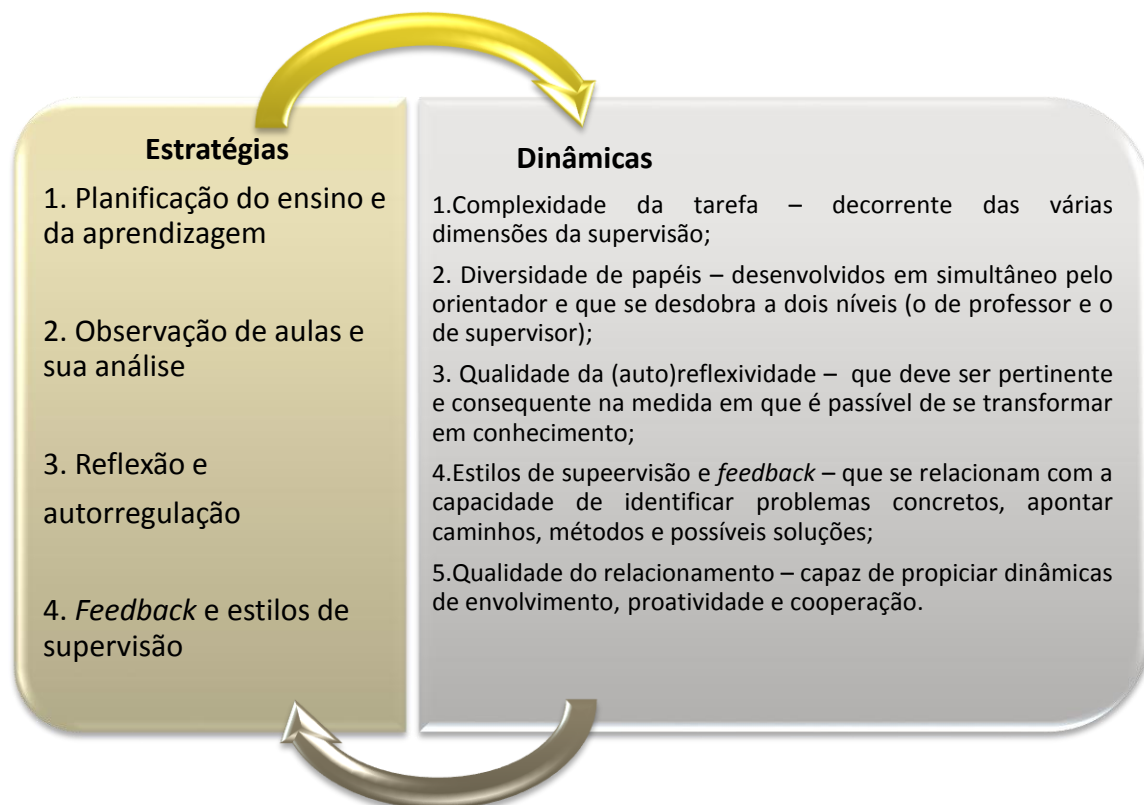 Estratégias
1. Planificação do ensino e
da aprendizagem
2. Observação de aulas e
sua análise
3. Reflexão e
autorregulação
4. Feedback e estilos de
supervisão
Dinâmicas
1.Complexidade da tarefa – decorrente das várias
dimensões da supervisão;
2. Diversidade de papéis – desenvolvidos em simultâneo pelo
orientador e que se desdobra a dois níveis (o de professor e o
de supervisor);
3. Qualidade da (auto)reflexividade – que deve ser pertinente
e consequente na medida em que é passível de se transformar
em conhecimento;
4.Estilos de supeervisão e feedback – que se relacionam com a
capacidade de identificar problemas concretos, apontar
caminhos, métodos e possíveis soluções;
5.Qualidade do relacionamento – capaz de propiciar dinâmicas
de envolvimento, proatividade e cooperação.